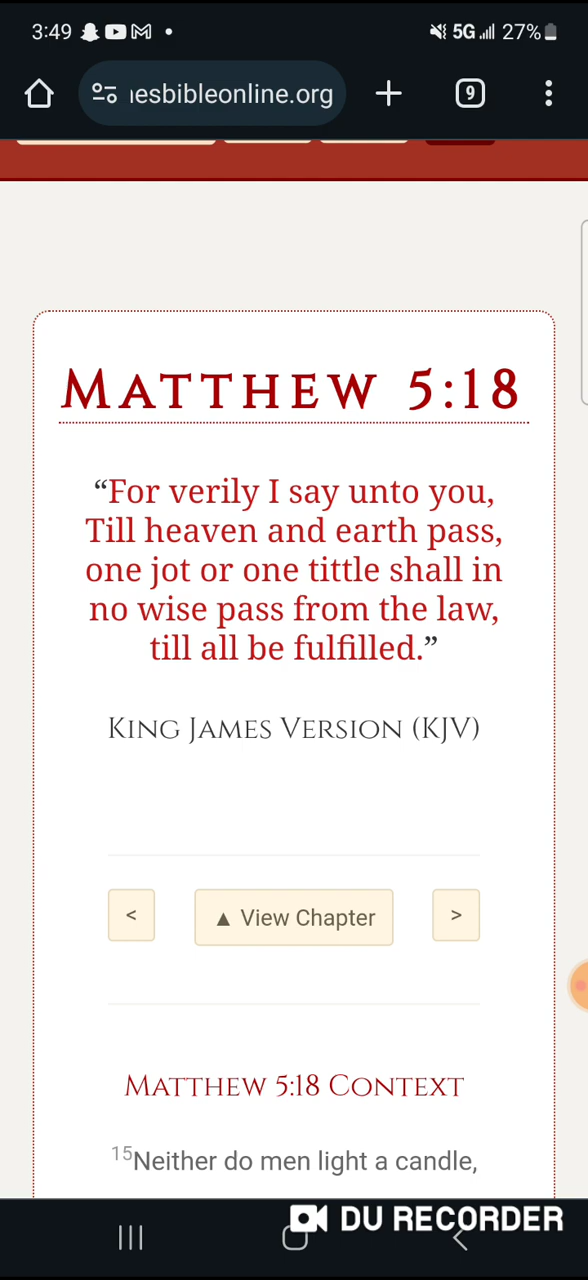 3:49
5G 27%
nesbibleonline.org
9
MATTHEW 5:18
“For verily I say unto you,
Till heaven and earth pass,
one jot or one tittle shall in
no wise pass from the law,
till all be fulfilled.”
KING JAMES VERSION (KJV)
<
▲ View Chapter
>
MATTHEW 5:18 CONTEXT
15Neither do men light a candle,
DU RECORDER